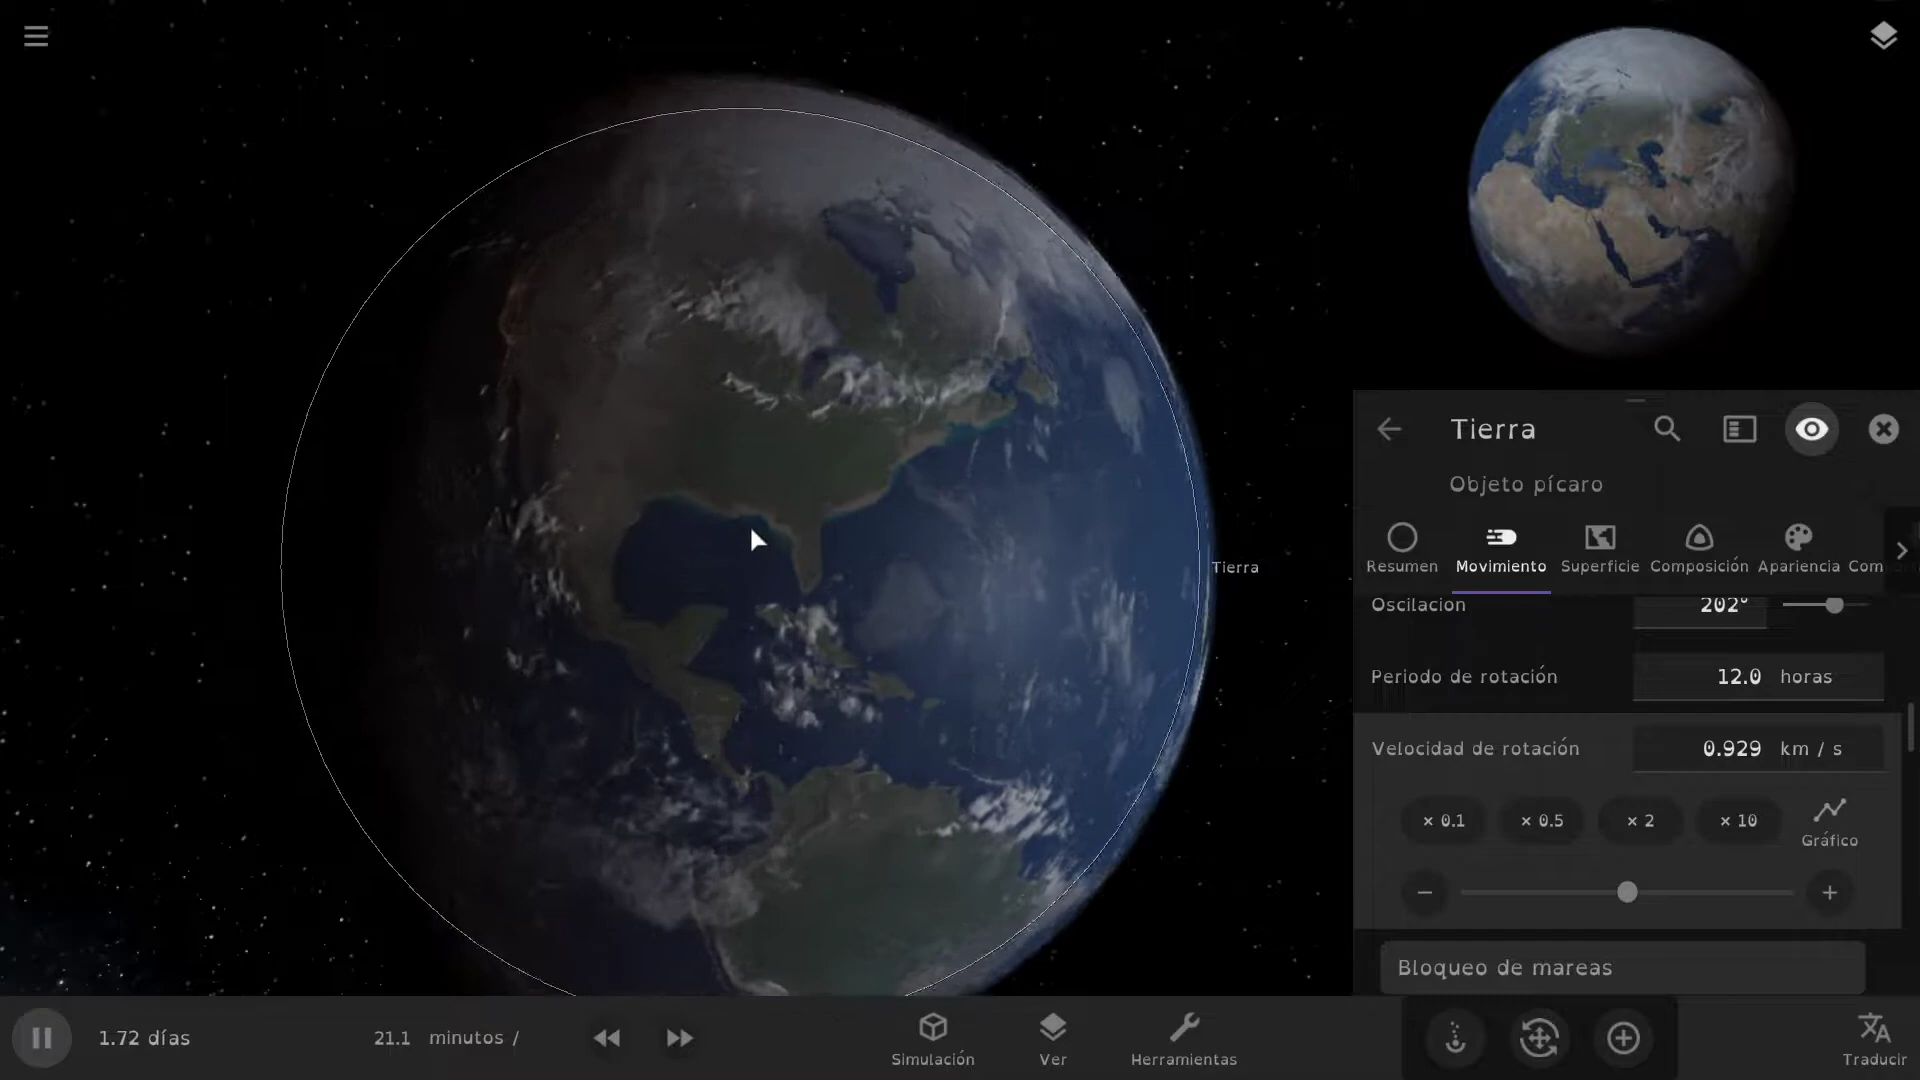 Tierra
Objeto pícaro
Resumen
Movimiento
Superficie
Composición
Apariencia
Com
Tierra
Oscilacion
202°
Periodo de rotación
12.0 horas
Velocidad de rotación
0.929 km / s
× 0.1
× 0.5
× 2
× 10
Gráfico
Bloqueo de mareas
1.72 días
21.1 minutos /
Simulación
Ver
Herramientas
Traducir